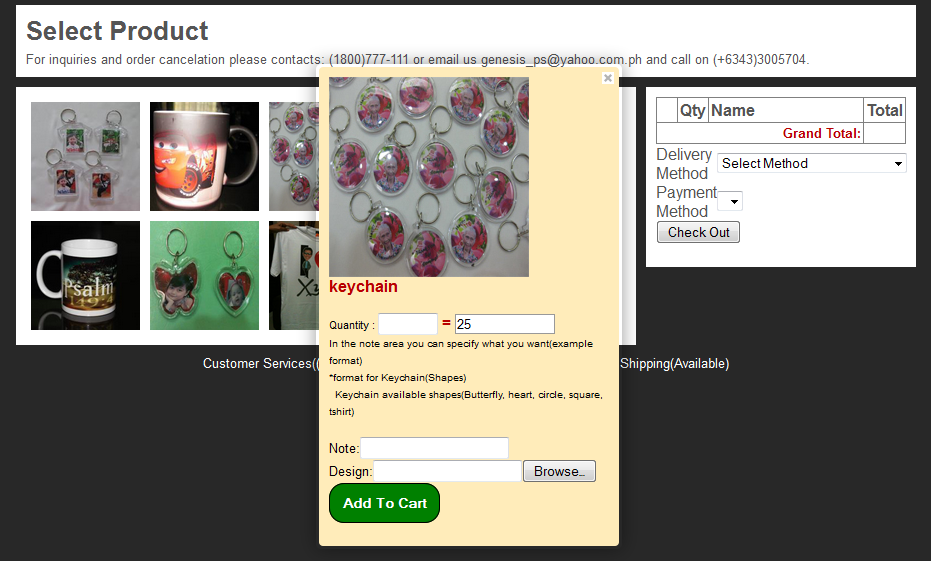 Select Product
For inquiries and order cancelation please contacts: (1800)777-111 or email us genesis_ps@yahoo.com.ph and call on (+6343)3005704.
Psalm
149:4
keychain
Quantity :
= 25
In the note area you can specify what you want(example
format)
*format for Keychain(Shapes)
Keychain available shapes(Butterfly, heart, circle, square,
tshirt)
Note:
Design: Browse...
Add To Cart
Qty Name Total
Grand Total:
Delivery
Method
Select Method
Payment
Method
Check Out
Customer Services((
Shipping(Available)